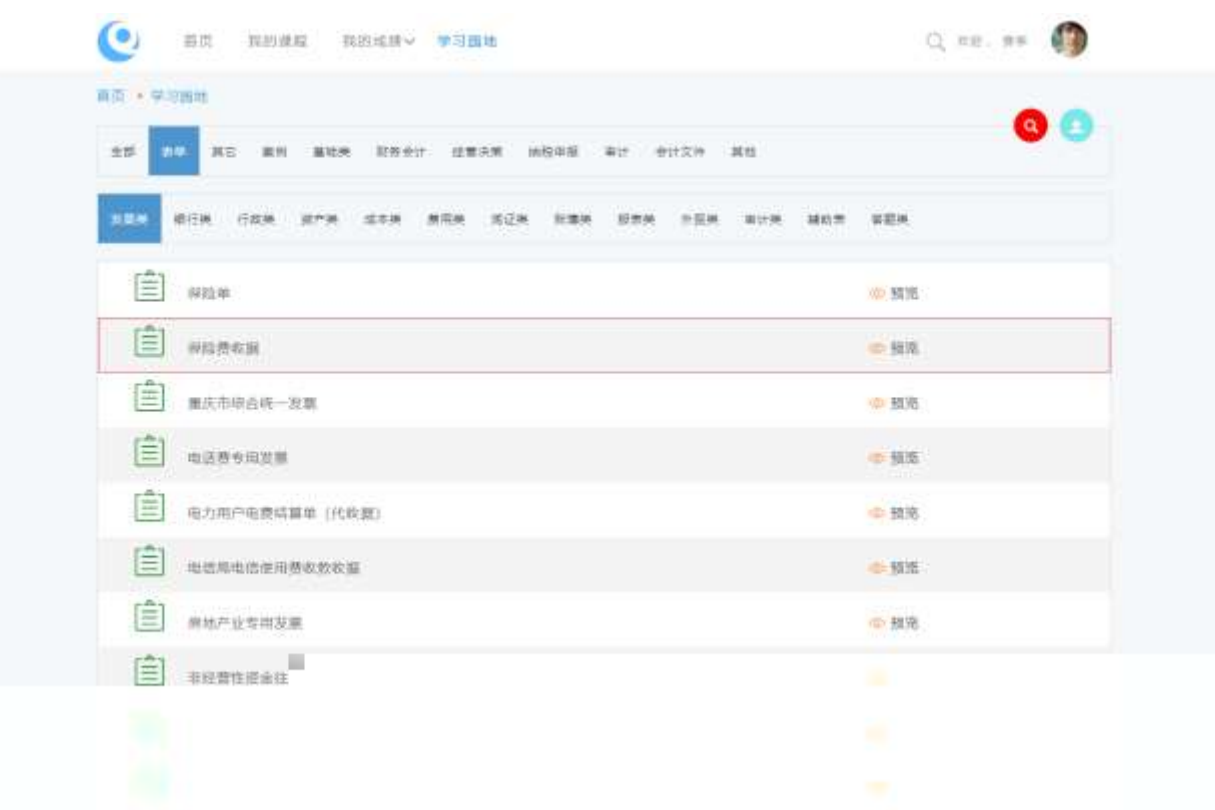 首页 我的课程 我的成绩 学习园地 欢迎，
首页 • 学习园地
全部 表单 其它 案例 基础类 财务会计 经营决策 纳税申报 审计 会计文件 其他
发票类 银行类 行政类 资产类 成本类 费用类 凭证类 账簿类 报表类 外贸类 审计类 辅助类 答题类
保险单 预览
保险费收据 预览
重庆市综合统一发票 预览
电话费专用发票 预览
电力用户电费结算单（代收据） 预览
电信局电信使用费收款收据 预览
房地产业专用发票 预览
非经营性资金往